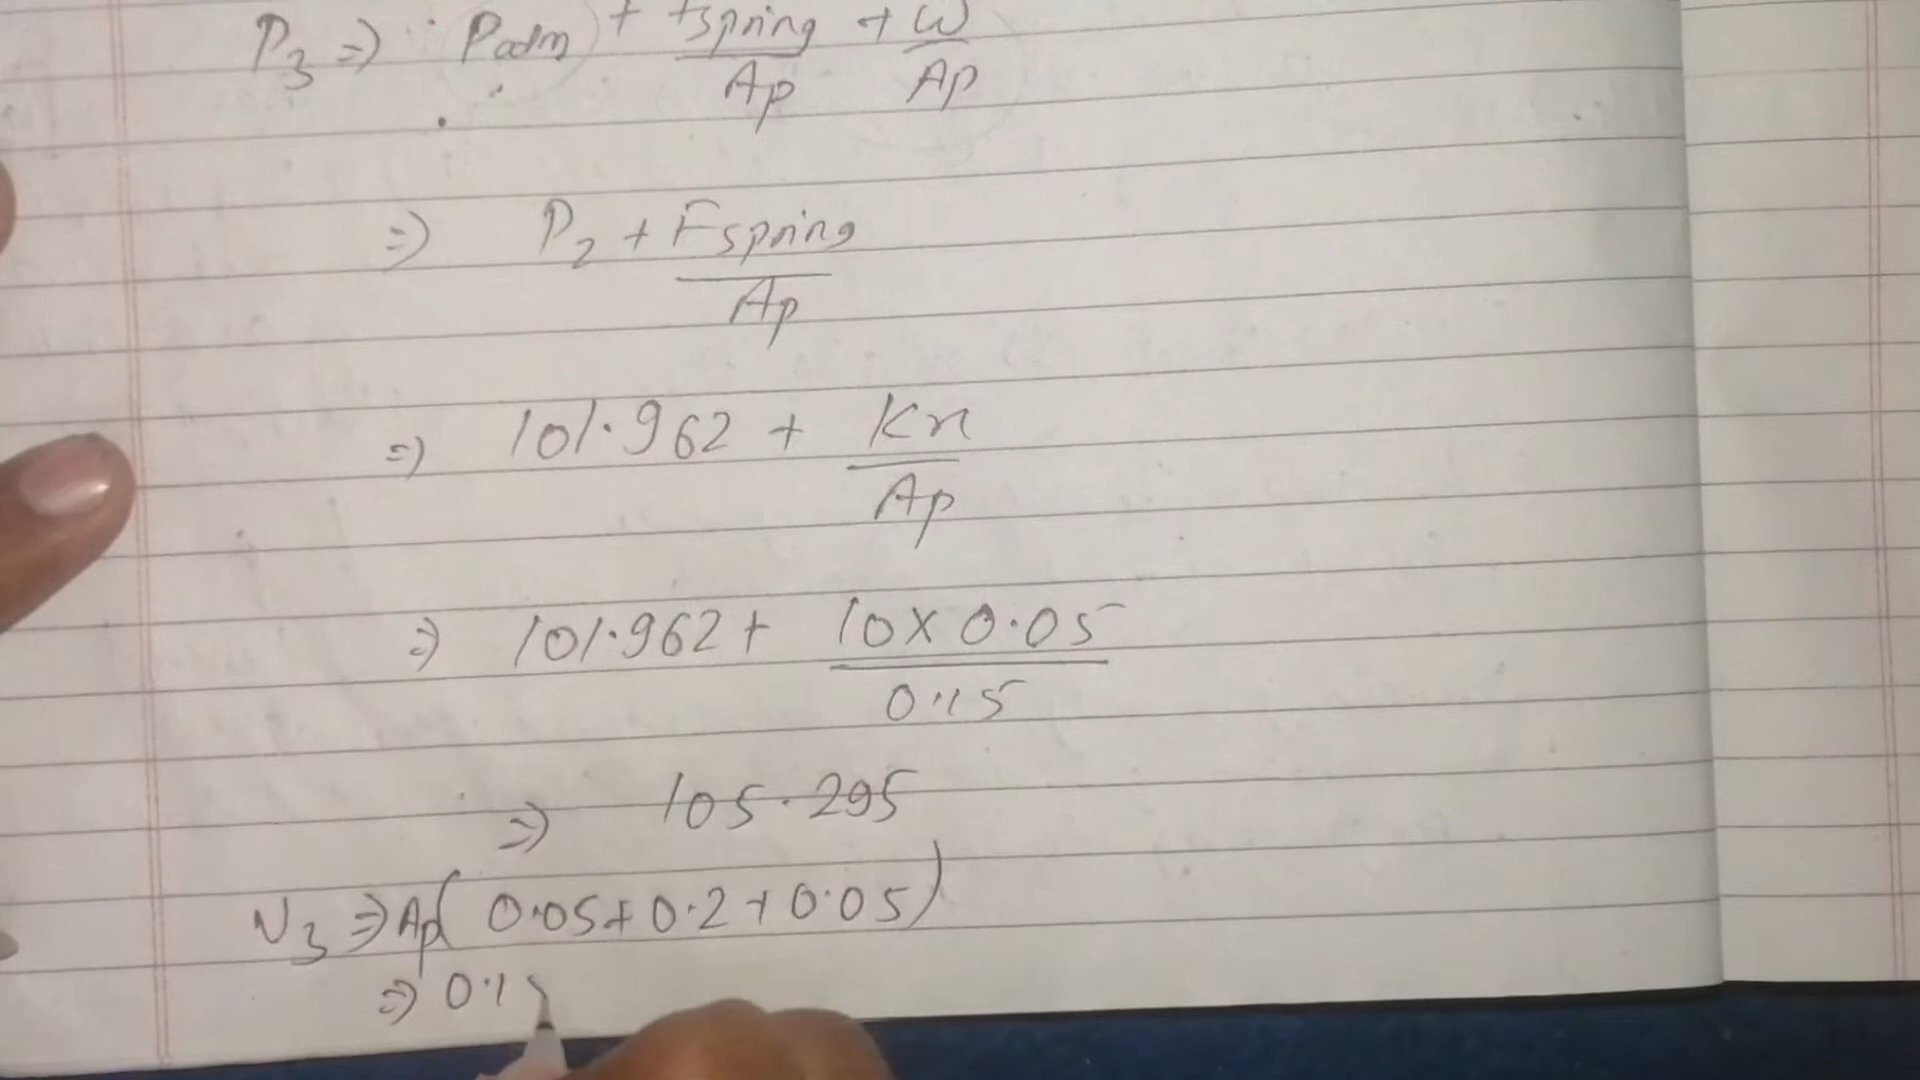 P3 ⇒ Patm + Fspring/Ap + W/Ap
⇒ P2 + Fspring/Ap
⇒ 101.962 + Kx/Ap
⇒ 101.962 + 10 × 0.05/0.15
⇒ 105.295
V3 ⇒ Ap(0.05+0.2+0.05)
⇒ 0.1